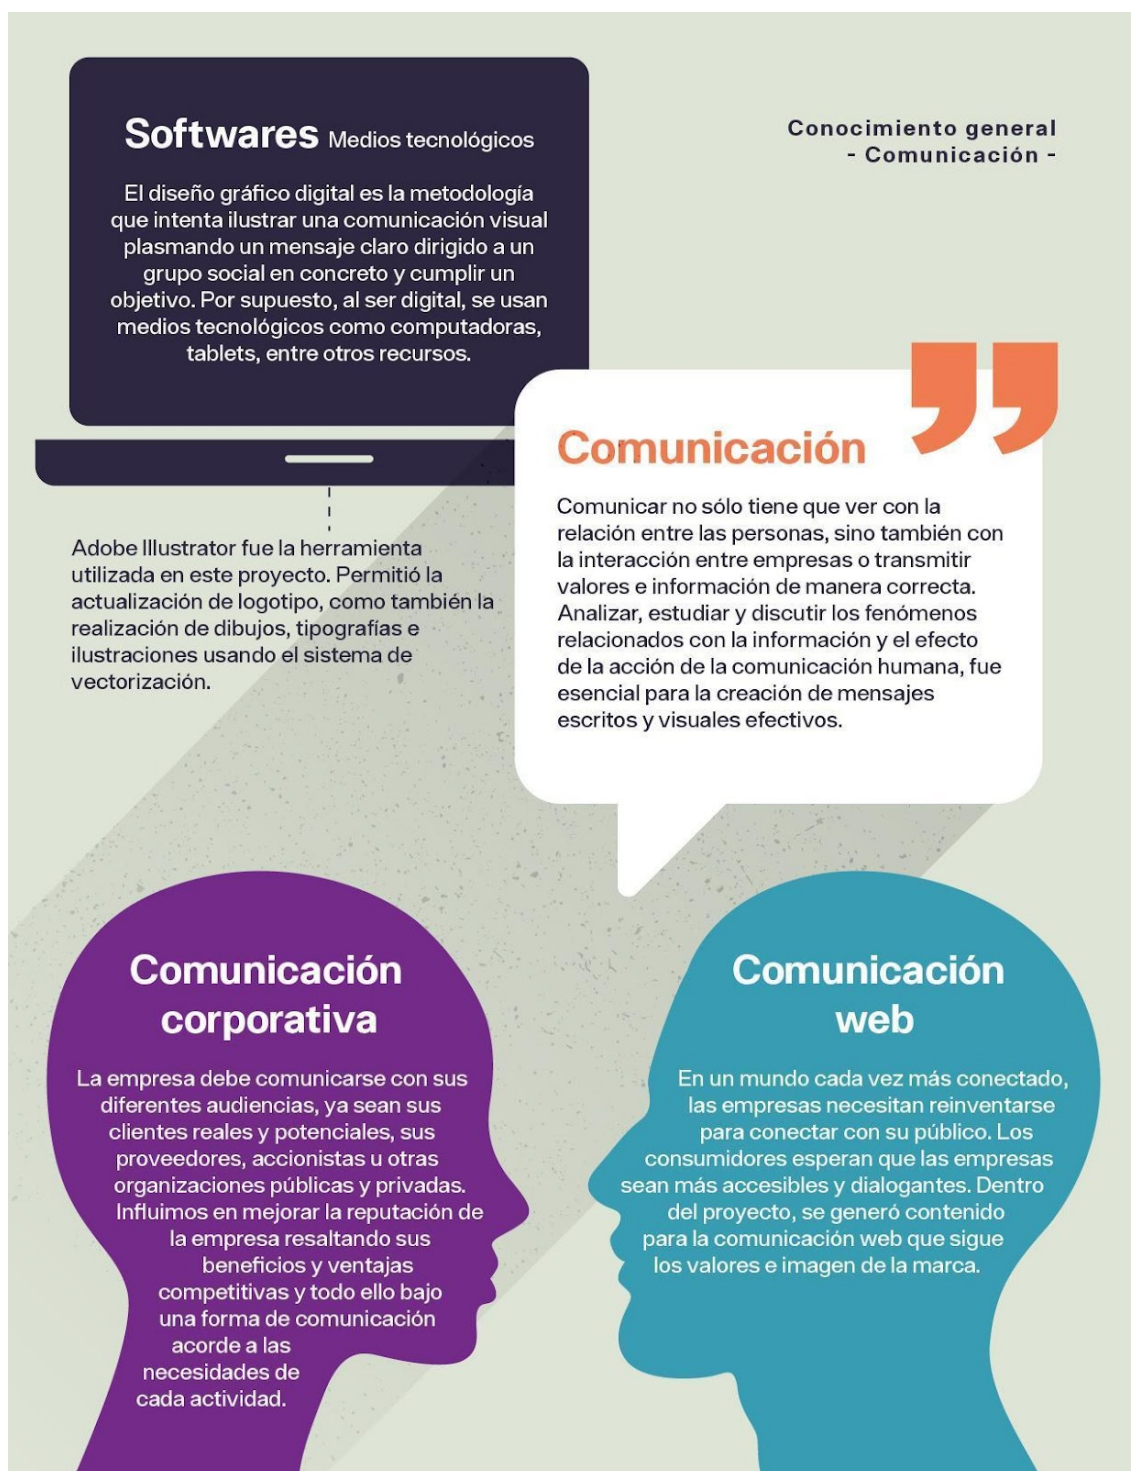 Softwares Medios tecnológicos
El diseño gráfico digital es la metodología
que intenta ilustrar una comunicación visual
plasmando un mensaje claro dirigido a un
grupo social en concreto y cumplir un
objetivo. Por supuesto, al ser digital, se usan
medios tecnológicos como computadoras,
tablets, entre otros recursos.
Conocimiento general
- Comunicación -
Adobe Illustrator fue la herramienta
utilizada en este proyecto. Permitió la
actualización de logotipo, como también la
realización de dibujos, tipografías e
ilustraciones usando el sistema de
vectorización.
Comunicación
Comunicar no sólo tiene que ver con la
relación entre las personas, sino también con
la interacción entre empresas o transmitir
valores e información de manera correcta.
Analizar, estudiar y discutir los fenómenos
relacionados con la información y el efecto
de la acción de la comunicación humana, fue
esencial para la creación de mensajes
escritos y visuales efectivos.
Comunicación
corporativa
La empresa debe comunicarse con sus
diferentes audiencias, ya sean sus
clientes reales y potenciales, sus
proveedores, accionistas u otras
organizaciones públicas y privadas.
Influimos en mejorar la reputación de
la empresa resaltando sus
beneficios y ventajas
competitivas y todo ello bajo
una forma de comunicación
acorde a las
necesidades de
cada actividad.
Comunicación
web
En un mundo cada vez más conectado,
las empresas necesitan reinventarse
para conectar con su público. Los
consumidores esperan que las empresas
sean más accesibles y dialogantes. Dentro
del proyecto, se generó contenido
para la comunicación web que sigue
los valores e imagen de la marca.